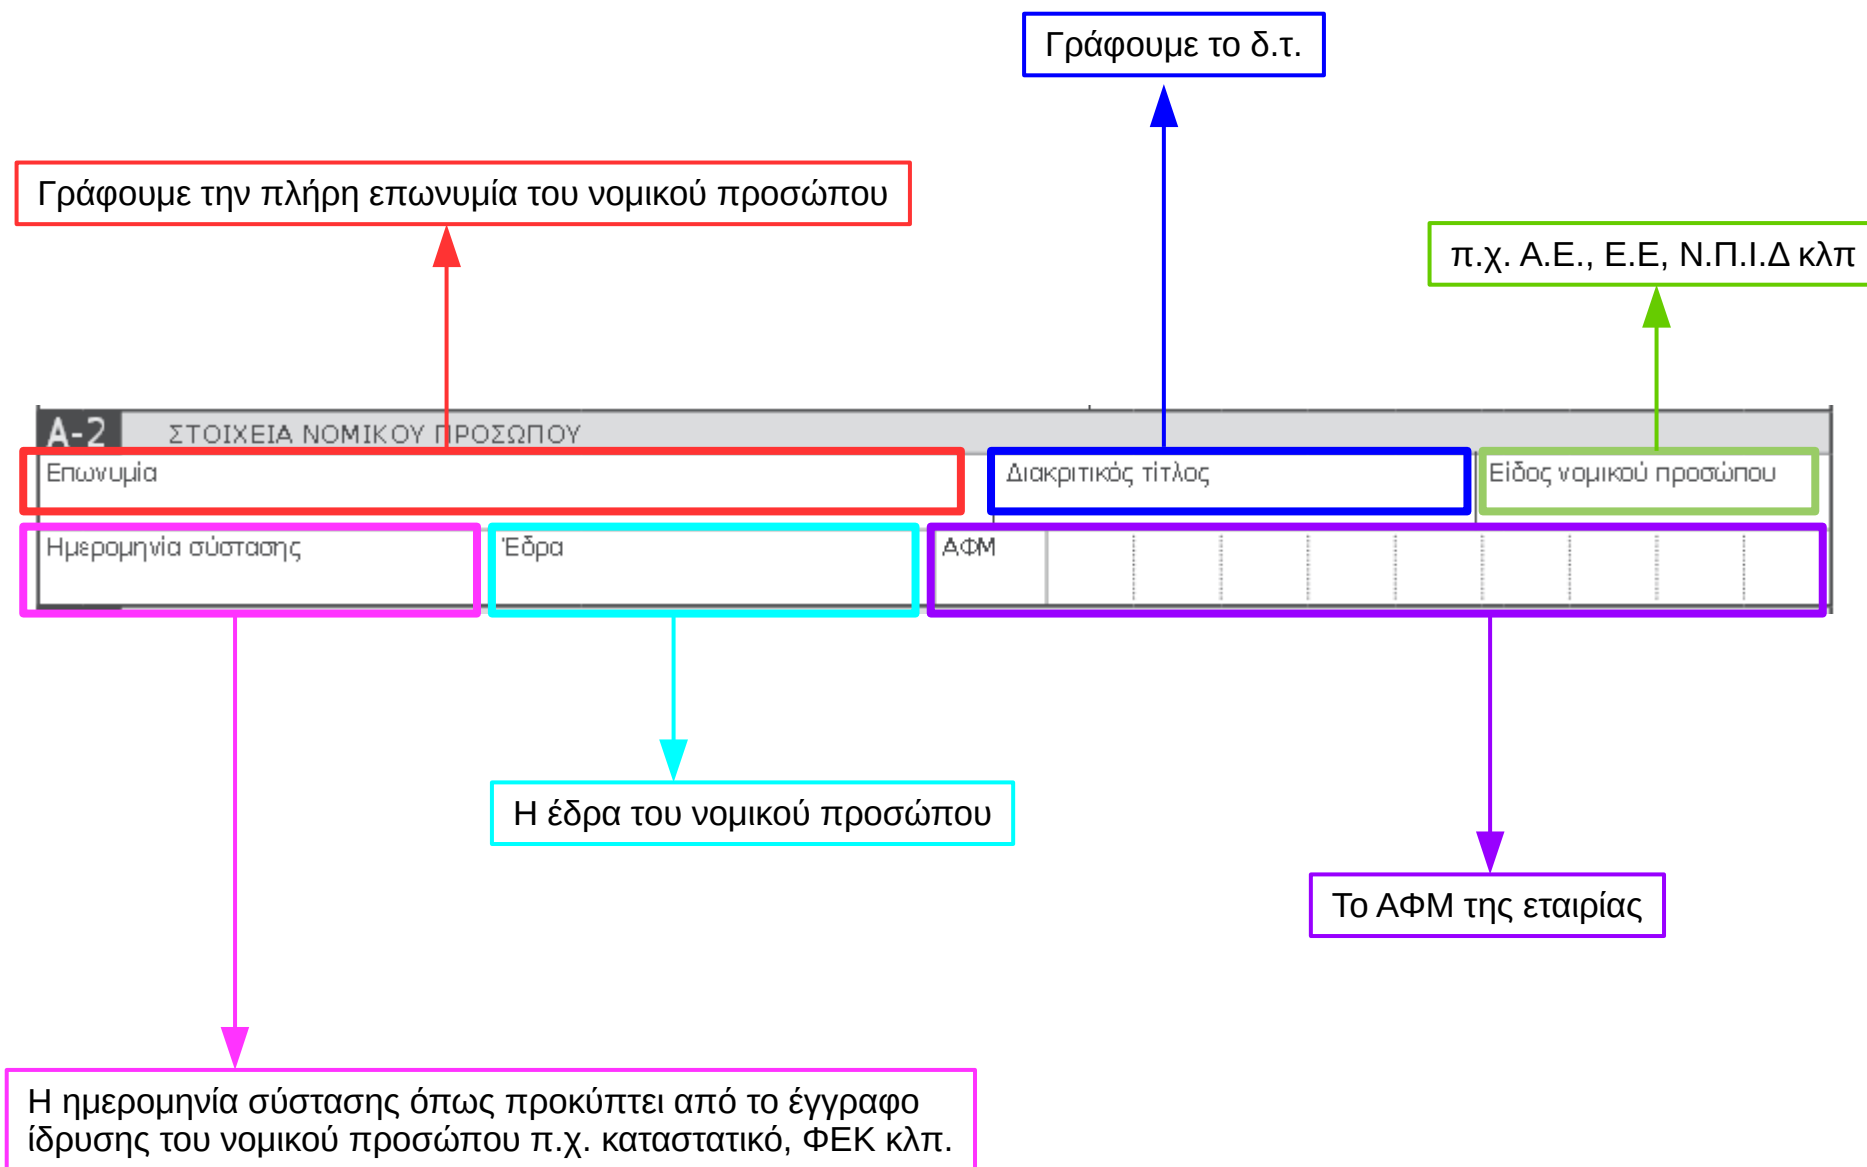 Γράφουμε το δ.τ.
Γράφουμε την πλήρη επωνυμία του νομικού προσώπου
π.χ. Α.Ε., Ε.Ε, Ν.Π.Ι.Δ κλπ
A-2 ΣΤΟΙΧΕΙΑ ΝΟΜΙΚΟΥ ΠΡΟΣΩΠΟΥ
Επωνυμία Διακριτικός τίτλος Είδος νομικού προσώπου
Ημερομηνία σύστασης Έδρα ΑΦΜ
Η έδρα του νομικού προσώπου
Το ΑΦΜ της εταιρίας
Η ημερομηνία σύστασης όπως προκύπτει από το έγγραφο
ίδρυσης του νομικού προσώπου π.χ. καταστατικό, ΦΕΚ κλπ.